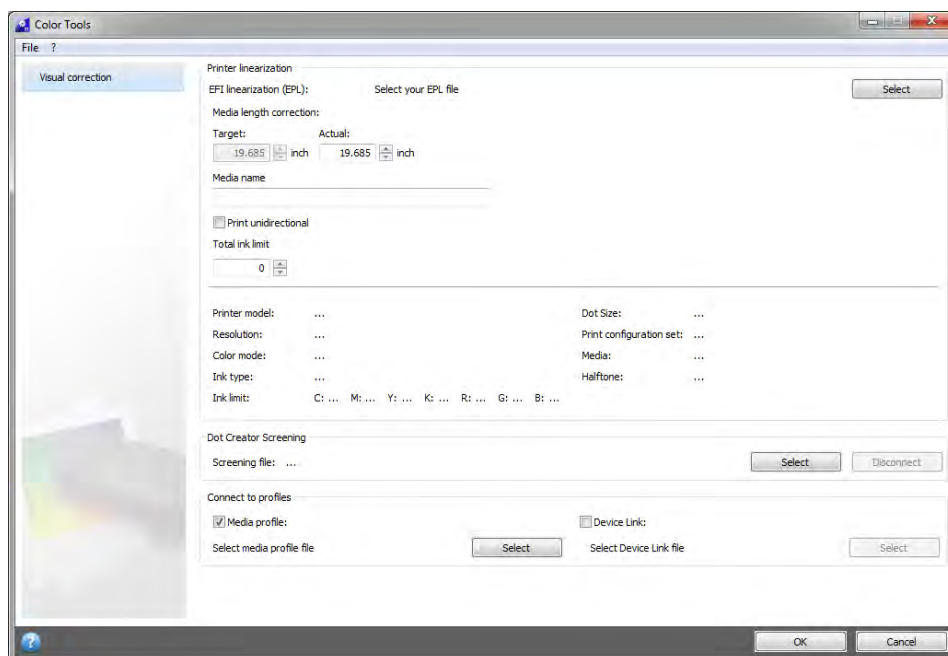 Color Tools
File ?
Visual correction
Printer linearization
EFI linearization (EPL): Select your EPL file Select
Media length correction:
Target: Actual:
19.685 inch 19.685 inch
Media name
Print unidirectional
Total ink limit
0
Printer model: ... Dot Size: ...
Resolution: ... Print configuration set: ...
Color mode: ... Media: ...
Ink type: ... Halftone: ...
Ink limit: C: ... M: ... Y: ... K: ... R: ... G: ... B: ...
Dot Creator Screening
Screening file: ... Select Disconnect
Connect to profiles
Media profile: Device Link:
Select media profile file Select Select Device Link file Select
? OK Cancel